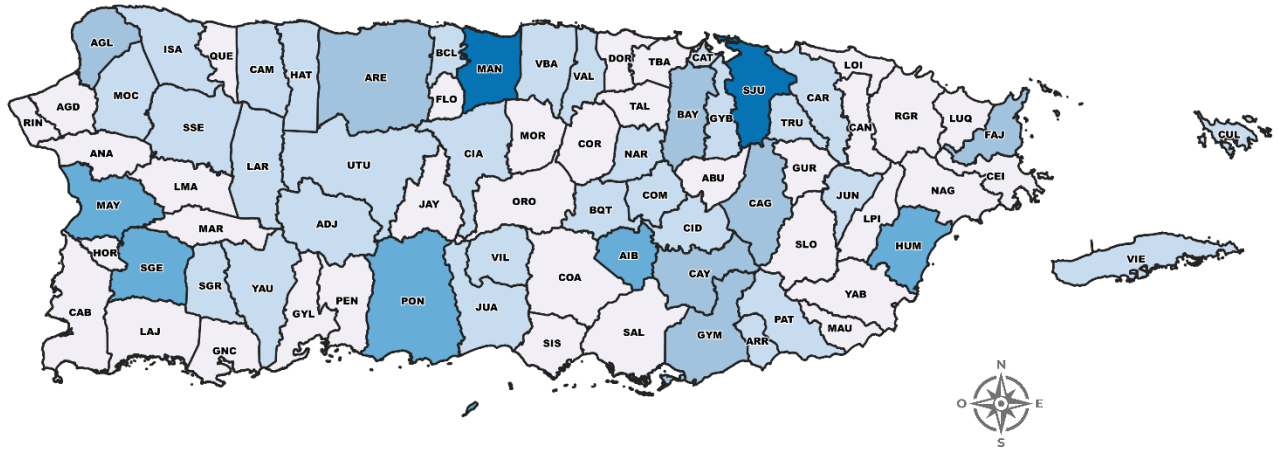 AGL
ISA
QUE
CAM
HAT
ARE
BCL
MAN
VBA
VAL
DOR
TBA
CAT
SJU
LOI
RIN
AGD
MOC
SSE
FLO
MOR
COR
TAL
BAY
GYB
TRU
CAR
CAN
RGR
LUQ
FAJ
CUL
ANA
LMA
LAR
UTU
CIA
NAR
ABU
GUR
JUN
LPI
NAG
CEI
MAY
MAR
ADJ
JAY
ORO
BQT
COM
CID
CAG
SLO
HUM
HOR
SGE
SGR
YAU
GYL
PEN
PON
VIL
JUA
COA
AIB
CAY
YAB
VIE
CAB
LAJ
GNC
SIS
SAL
GYM
ARR
PAT
MAU
N
O E
S